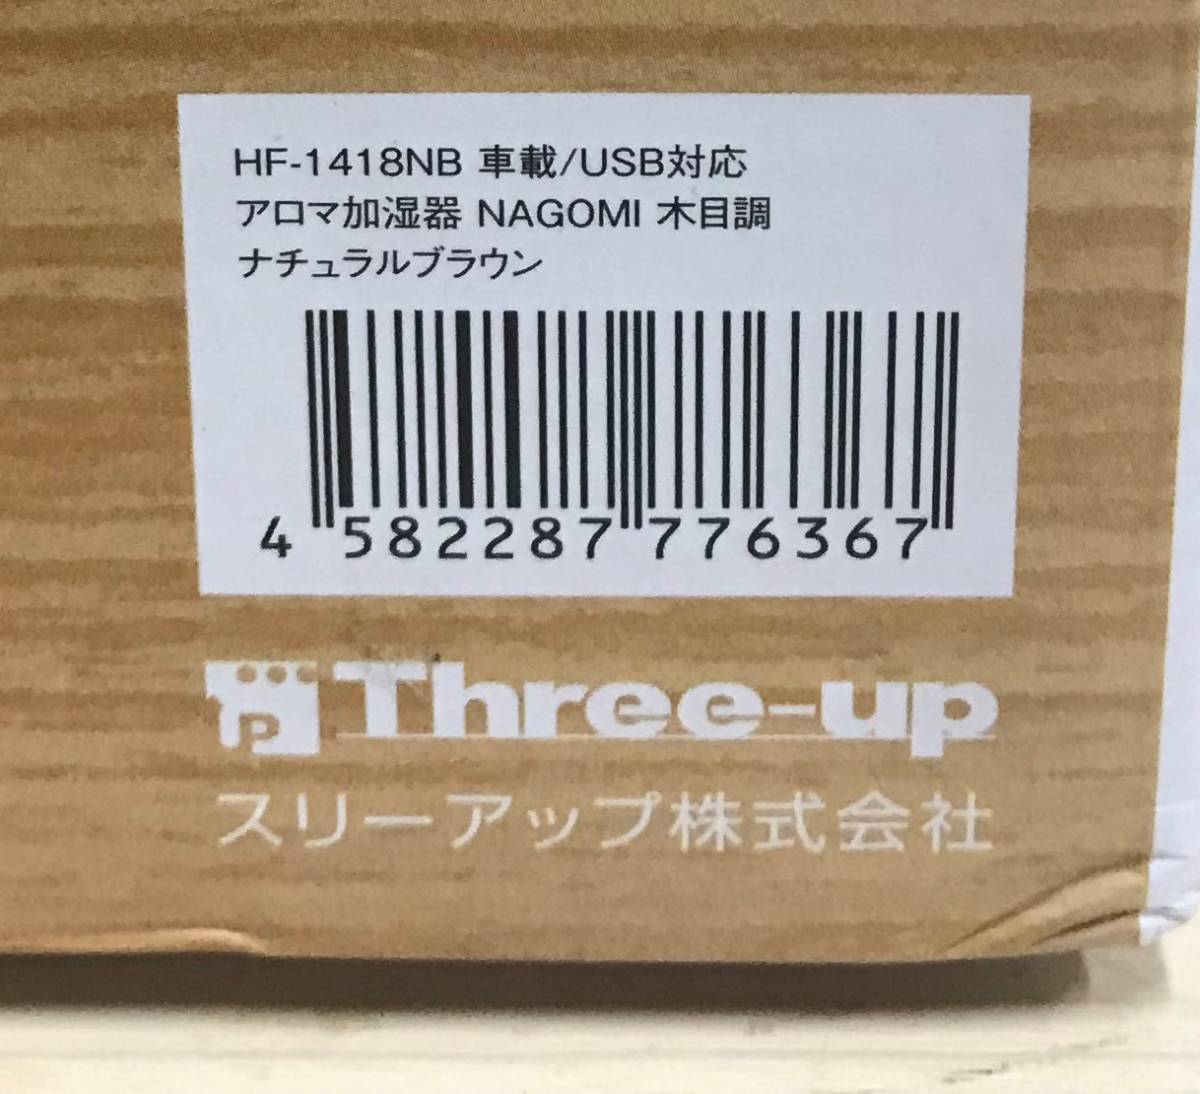 HF-1418NB 車載/USB対応
アロマ加湿器 NAGOMI 木目調
ナチュラルブラウン
4 582287 776367
Three-up
スリーアップ株式会社